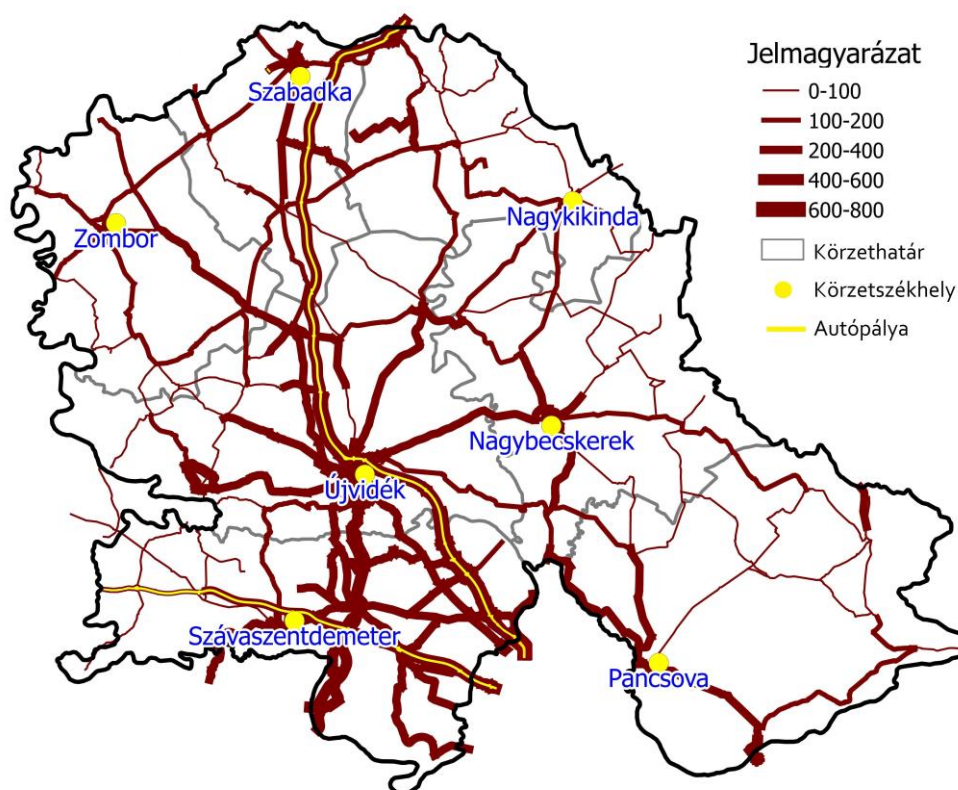 Jelmagyarázat
0-100
100-200
200-400
400-600
600-800
Körzethatár
Körzetszékhely
Autópálya
Szabadka
Nagykikinda
Zombor
Nagybecskerek
Újvidék
Szávaszentdemeter
Pancsova